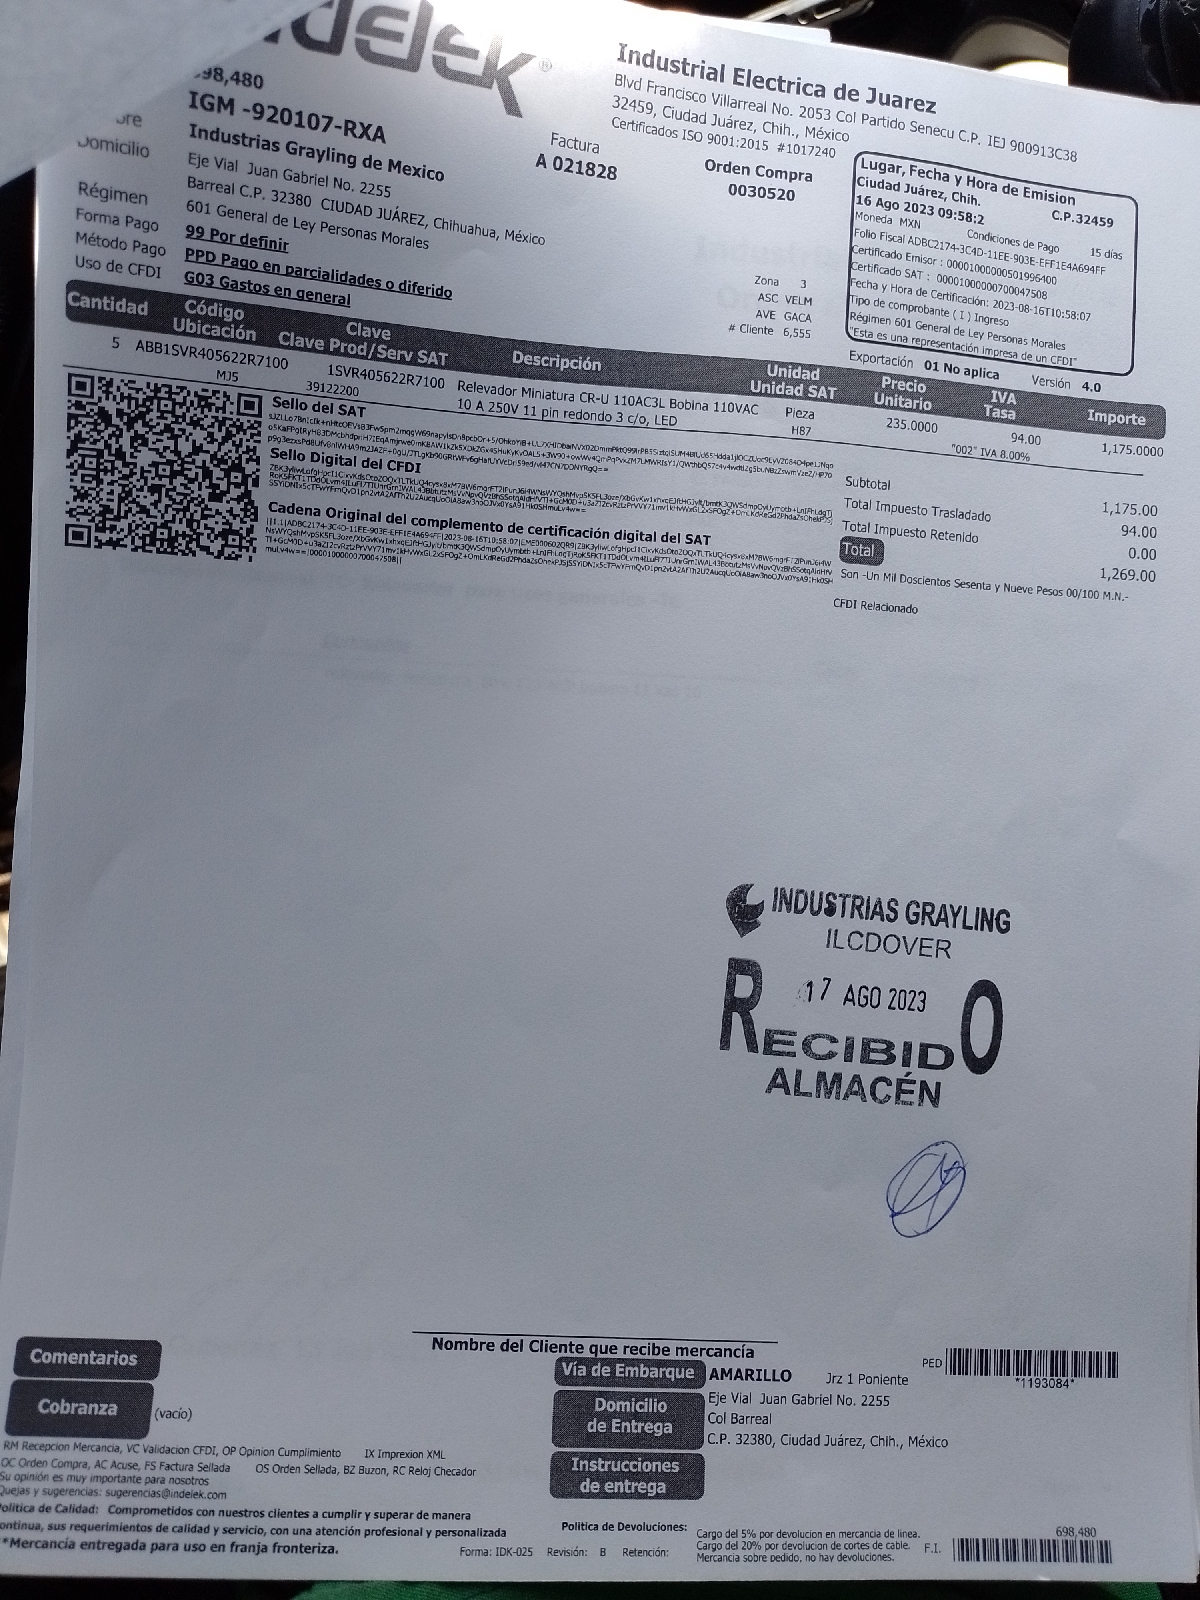 indelek®
98,480
IGM -920107-RXA
Industrias Grayling de Mexico
Domicilio
Eje Vial Juan Gabriel No. 2255
Barreal C.P. 32380 CIUDAD JUÁREZ, Chihuahua, México
Régimen
601 General de Ley Personas Morales
Forma Pago
99 Por definir
Método Pago
PPD Pago en parcialidades o diferido
Uso de CFDI
G03 Gastos en general
Factura
A 021828
Industrial Electrica de Juarez
Blvd Francisco Villarreal No. 2053 Col Partido Senecu C.P. IEJ 900913C38
32459, Ciudad Juárez, Chih., México
Certificados ISO 9001:2015 #1017240
Orden Compra
0030520
Zona 3
ASC VELM
AVE GACA
# Cliente 6,555
Lugar, Fecha y Hora de Emision
Ciudad Juárez, Chih.
C.P.32459
16 Ago 2023 09:58:2
Moneda MXN
Condiciones de Pago 15 días
Folio Fiscal ADBC2174-3C4D-11EE-903E-EFF1E4A694FF
Certificado Emisor : 00001000000501996400
Certificado SAT : 00001000000700047508
Fecha y Hora de Certificación: 2023-08-16T10:58:07
Tipo de comprobante ( I ) Ingreso
Régimen 601 General de Ley Personas Morales
"Esta es una representación impresa de un CFDI"
Exportación 01 No aplica Versión 4.0
Cantidad
Código
Ubicación
Clave
Clave Prod/Serv SAT
Descripción
Unidad
Unidad SAT
Precio
Unitario
IVA
Tasa
Importe
5 ABB1SVR405622R7100 1SVR405622R7100 Relevador Miniatura CR-U 110AC3L Bobina 110VAC Pieza 235.0000 94.00 1,175.0000
MJ5 39122200 10 A 250V 11 pin redondo 3 c/o, LED H87 "002" IVA 8.00%
Sello del SAT
Sello Digital del CFDI
Cadena Original del complemento de certificación digital del SAT
Subtotal 1,175.00
Total Impuesto Trasladado 94.00
Total Impuesto Retenido 0.00
Total 1,269.00
Son -Un Mil Doscientos Sesenta y Nueve Pesos 00/100 M.N.-
CFDI Relacionado
INDUSTRIAS GRAYLING
ILCDOVER
17 AGO 2023
RECIBIDO
ALMACÉN
Nombre del Cliente que recibe mercancía
Comentarios
Cobranza (vacío)
Vía de Embarque AMARILLO Jrz 1 Poniente
PED
*1193084*
Domicilio
de Entrega
Eje Vial Juan Gabriel No. 2255
Col Barreal
C.P. 32380, Ciudad Juárez, Chih., México
Instrucciones
de entrega
RM Recepcion Mercancia, VC Validacion CFDI, OP Opinion Cumplimiento IX Imprexion XML
OC Orden Compra, AC Acuse, FS Factura Sellada OS Orden Sellada, BZ Buzon, RC Reloj Checador
Su opinión es muy importante para nosotros
Quejas y sugerencias: sugerencias@indelek.com
Política de Calidad: Comprometidos con nuestros clientes a cumplir y superar de manera
continua, sus requerimientos de calidad y servicio, con una atención profesional y personalizada
**Mercancía entregada para uso en franja fronteriza.
Forma: IDK-025 Revisión: B Retención:
Politica de Devoluciones:
Cargo del 5% por devolucion en mercancia de linea.
Cargo del 20% por devolucion de cortes de cable.
Mercancia sobre pedido, no hay devoluciones.
F.I.
698,480